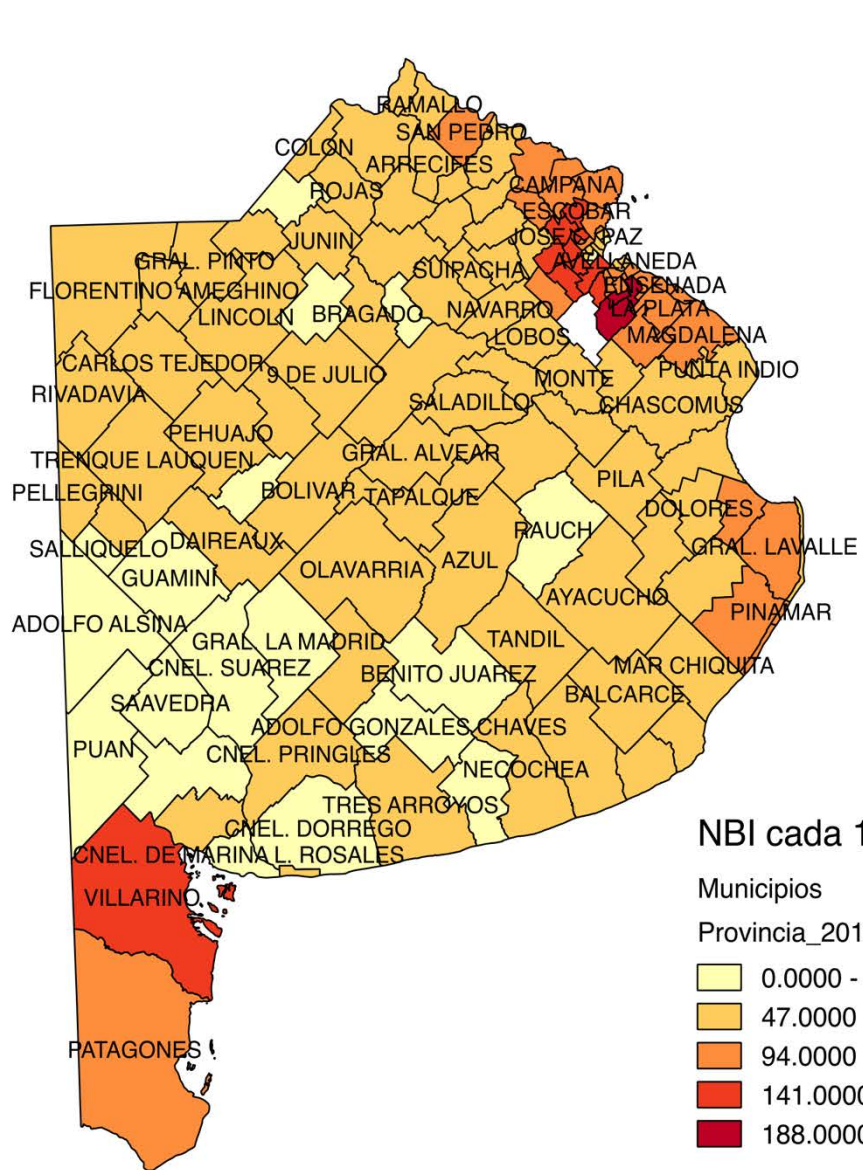 RAMALLO
SAN PEDRO
COLON
ARRECIFES
ROJAS
CAMPANA
ESCOBAR
JOSE C. PAZ
JUNIN
GRAL. PINTO
SUIPACHA
AVELLANEDA
ENSENADA
FLORENTINO AMEGHINO
LINCOLN
BRAGADO
NAVARRO
LA PLATA
LOBOS
MAGDALENA
CARLOS TEJEDOR
9 DE JULIO
MONTE
PUNTA INDIO
RIVADAVIA
SALADILLO
CHASCOMUS
PEHUAJO
TRENQUE LAUQUEN
GRAL. ALVEAR
PELLEGRINI
BOLIVAR
TAPALQUE
PILA
DOLORES
SALLIQUELO
DAIREAUX
RAUCH
GRAL. LAVALLE
GUAMINI
OLAVARRIA
AZUL
AYACUCHO
PINAMAR
ADOLFO ALSINA
GRAL. LA MADRID
TANDIL
CNEL. SUAREZ
BENITO JUAREZ
MAR CHIQUITA
SAAVEDRA
BALCARCE
ADOLFO GONZALES CHAVES
PUAN
CNEL. PRINGLES
NECOCHEA
TRES ARROYOS
CNEL. DORREGO
CNEL. DE MARINA L. ROSALES
VILLARINO
PATAGONES
NBI cada 1
Municipios
Provincia_201
0.0000 -
47.0000
94.0000
141.0000
188.0000